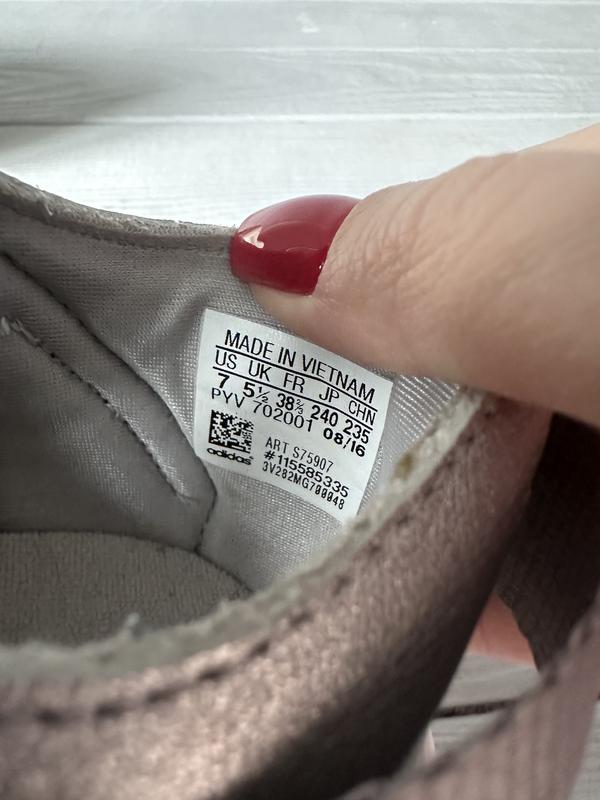 MADE IN VIETNAM
US UK FR JP CHN
7 5½ 38⅔ 240 235
PYV 702001 08/16
ART S75907
#115585335
adidas